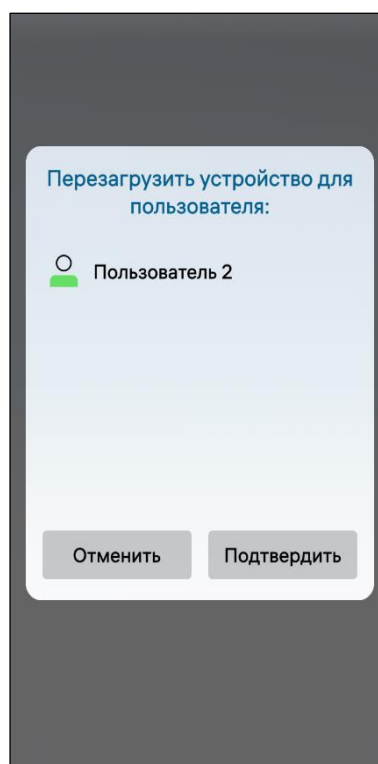 Перезагрузить устройство для
пользователя:
Пользователь 2
Отменить
Подтвердить